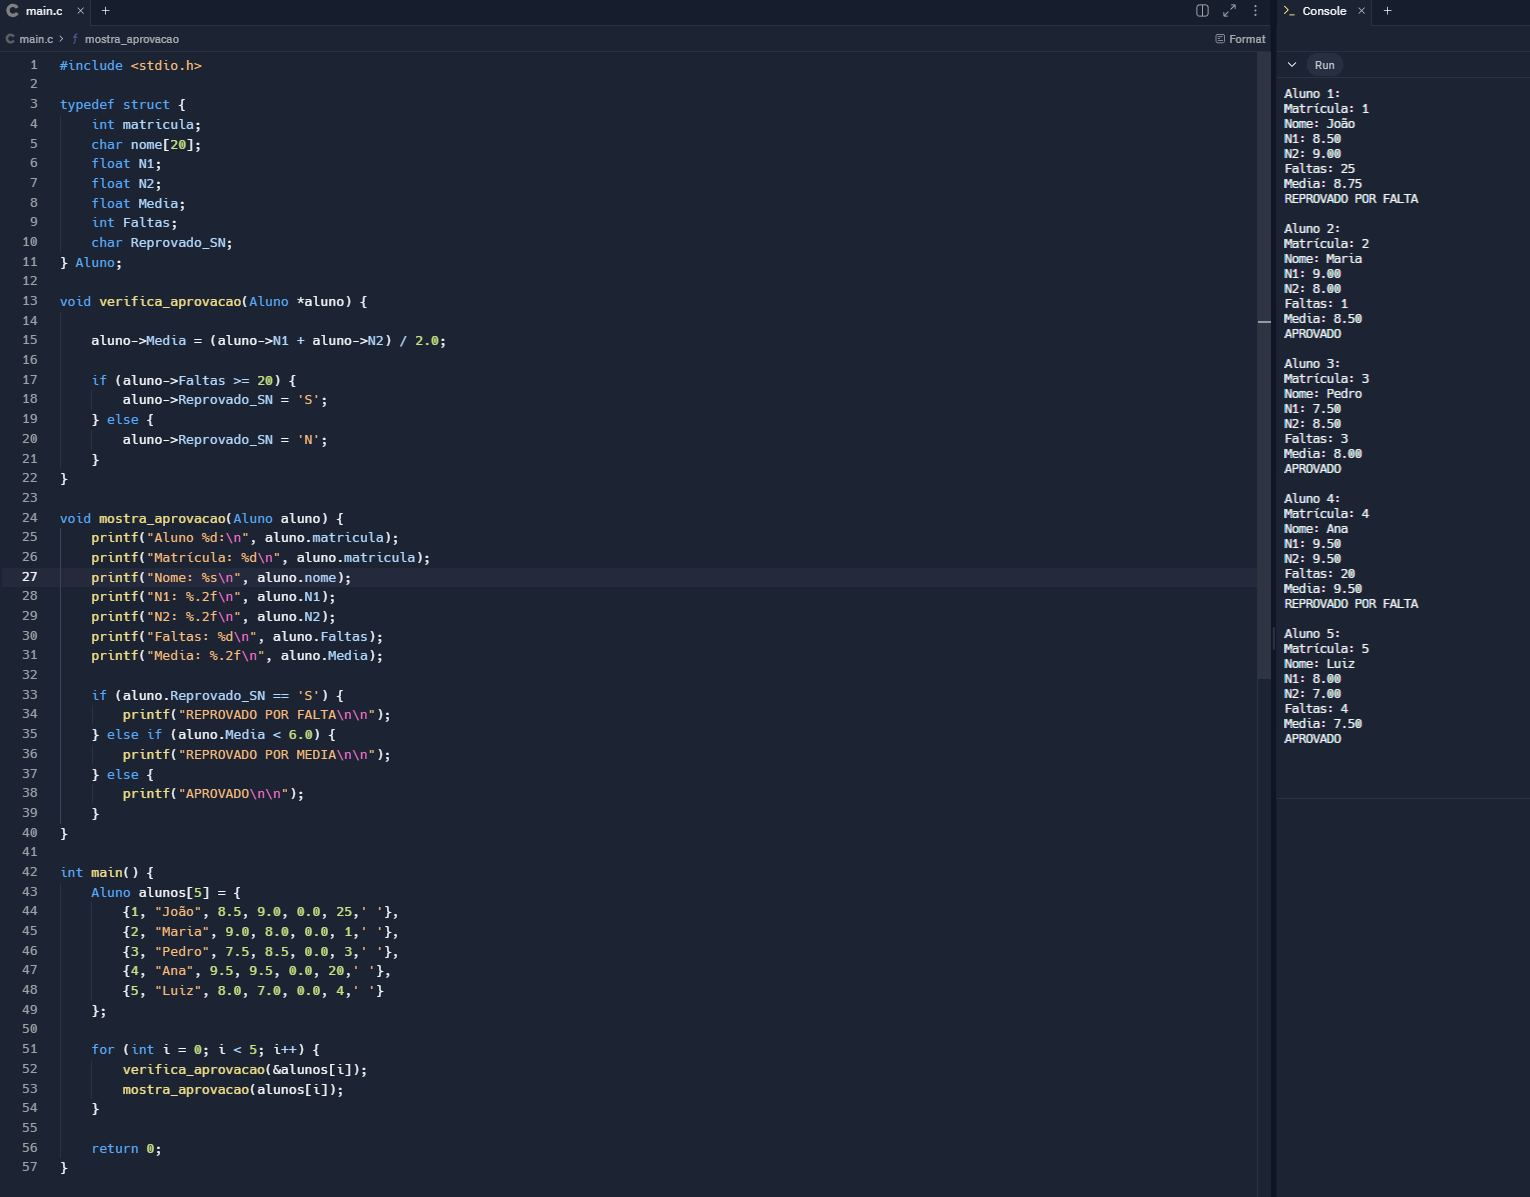 main.c × +
main.c > f mostra_aprovacao
Format
1 #include <stdio.h>
2
3 typedef struct {
4     int matricula;
5     char nome[20];
6     float N1;
7     float N2;
8     float Media;
9     int Faltas;
10     char Reprovado_SN;
11 } Aluno;
12
13 void verifica_aprovacao(Aluno *aluno) {
14
15     aluno->Media = (aluno->N1 + aluno->N2) / 2.0;
16
17     if (aluno->Faltas >= 20) {
18         aluno->Reprovado_SN = 'S';
19     } else {
20         aluno->Reprovado_SN = 'N';
21     }
22 }
23
24 void mostra_aprovacao(Aluno aluno) {
25     printf("Aluno %d:\n", aluno.matricula);
26     printf("Matrícula: %d\n", aluno.matricula);
27     printf("Nome: %s\n", aluno.nome);
28     printf("N1: %.2f\n", aluno.N1);
29     printf("N2: %.2f\n", aluno.N2);
30     printf("Faltas: %d\n", aluno.Faltas);
31     printf("Media: %.2f\n", aluno.Media);
32
33     if (aluno.Reprovado_SN == 'S') {
34         printf("REPROVADO POR FALTA\n\n");
35     } else if (aluno.Media < 6.0) {
36         printf("REPROVADO POR MEDIA\n\n");
37     } else {
38         printf("APROVADO\n\n");
39     }
40 }
41
42 int main() {
43     Aluno alunos[5] = {
44         {1, "João", 8.5, 9.0, 0.0, 25,' '},
45         {2, "Maria", 9.0, 8.0, 0.0, 1,' '},
46         {3, "Pedro", 7.5, 8.5, 0.0, 3,' '},
47         {4, "Ana", 9.5, 9.5, 0.0, 20,' '},
48         {5, "Luiz", 8.0, 7.0, 0.0, 4,' '}
49     };
50
51     for (int i = 0; i < 5; i++) {
52         verifica_aprovacao(&alunos[i]);
53         mostra_aprovacao(alunos[i]);
54     }
55
56     return 0;
57 }
>_ Console × +
Run
Aluno 1:
Matrícula: 1
Nome: João
N1: 8.50
N2: 9.00
Faltas: 25
Media: 8.75
REPROVADO POR FALTA

Aluno 2:
Matrícula: 2
Nome: Maria
N1: 9.00
N2: 8.00
Faltas: 1
Media: 8.50
APROVADO

Aluno 3:
Matrícula: 3
Nome: Pedro
N1: 7.50
N2: 8.50
Faltas: 3
Media: 8.00
APROVADO

Aluno 4:
Matrícula: 4
Nome: Ana
N1: 9.50
N2: 9.50
Faltas: 20
Media: 9.50
REPROVADO POR FALTA

Aluno 5:
Matrícula: 5
Nome: Luiz
N1: 8.00
N2: 7.00
Faltas: 4
Media: 7.50
APROVADO